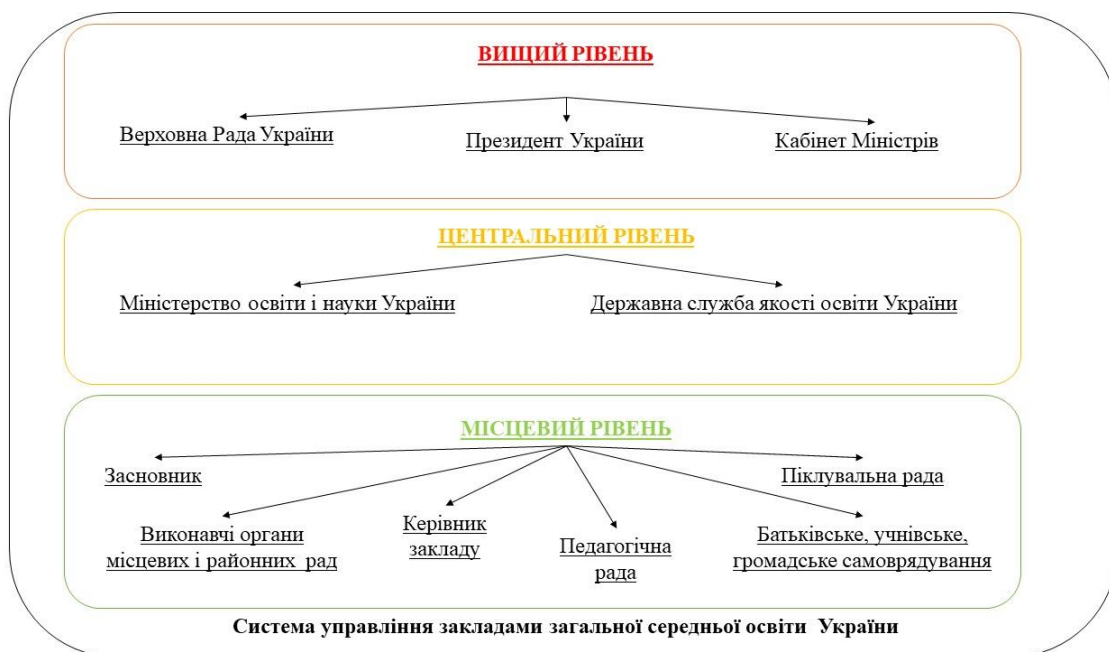 ВИЩИЙ РІВЕНЬ
Верховна Рада України
Президент України
Кабінет Міністрів
ЦЕНТРАЛЬНИЙ РІВЕНЬ
Міністерство освіти і науки України
Державна служба якості освіти України
МІСЦЕВИЙ РІВЕНЬ
Засновник
Піклувальна рада
Виконавчі органи
місцевих і районних рад
Керівник
закладу
Педагогічна
рада
Батьківське, учнівське,
громадське самоврядування
Система управління закладами загальної середньої освіти України